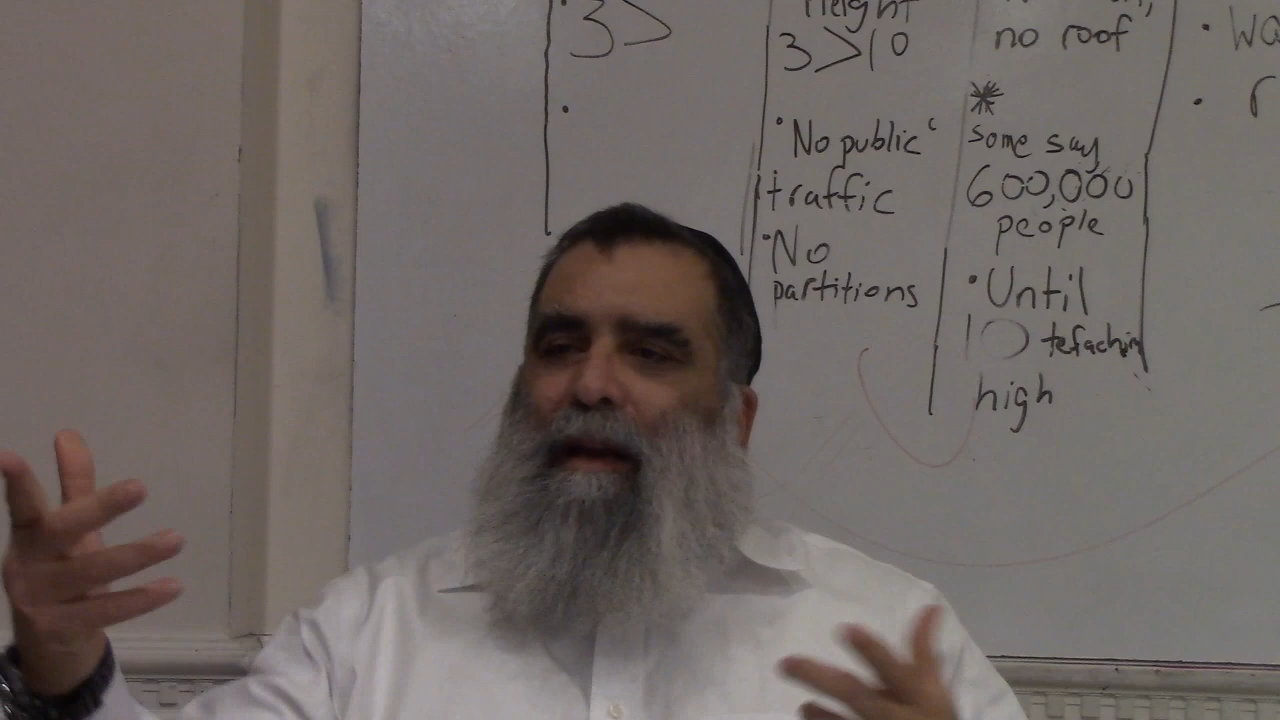 3>
Height
3>10
No public
traffic
No
partitions
no roof
*
some say
600,000
people
Until
10 tefachim
high